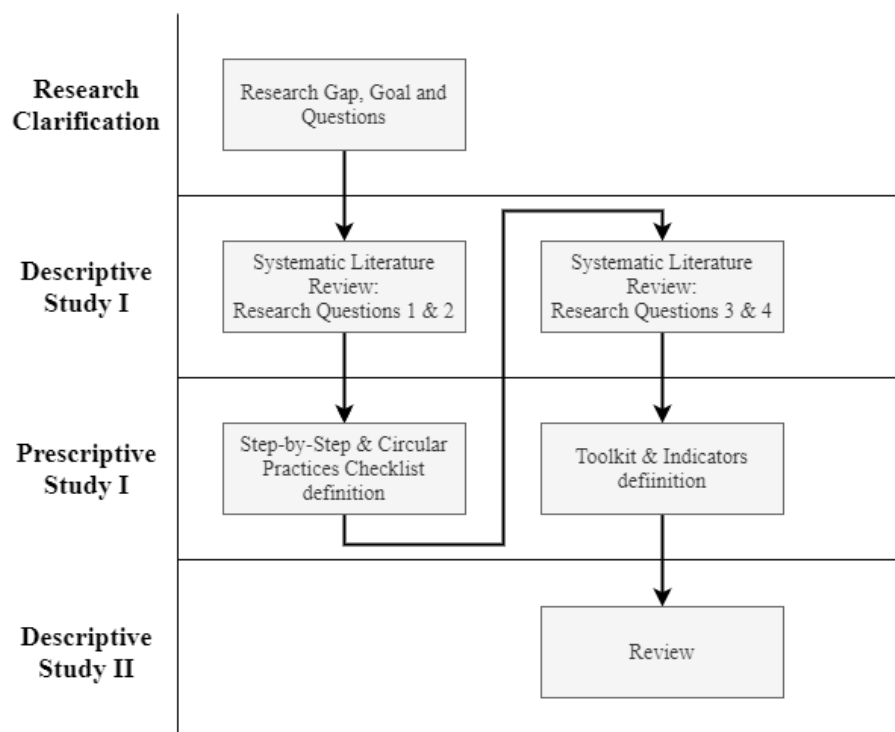 Research
Clarification
Research Gap, Goal and
Questions
Descriptive
Study I
Systematic Literature
Review:
Research Questions 1 & 2
Systematic Literature
Review:
Research Questions 3 & 4
Prescriptive
Study I
Step-by-Step & Circular
Practices Checklist
definition
Toolkit & Indicators
defiinition
Descriptive
Study II
Review